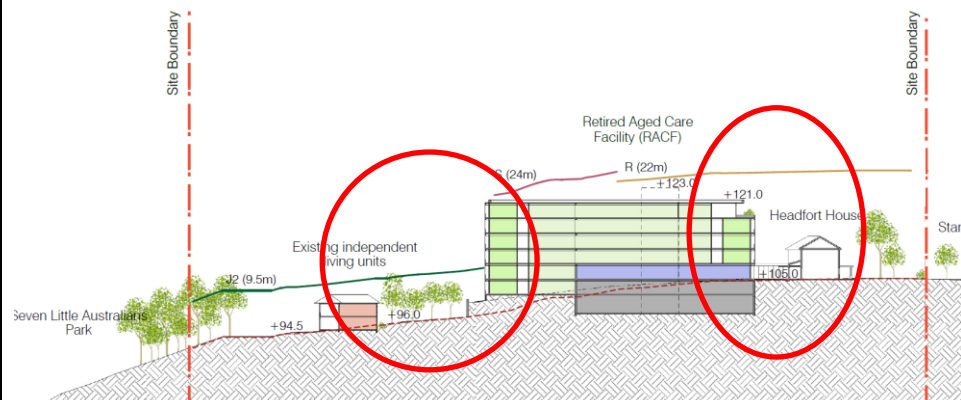 Site Boundary
Site Boundary
Retired Aged Care
Facility (RACF)
S (24m)
R (22m)
+123.0
+121.0
Headfort House
Existing independent
living units
J2 (9.5m)
+105.0
Seven Little Australians
Park
+94.5
+96.0